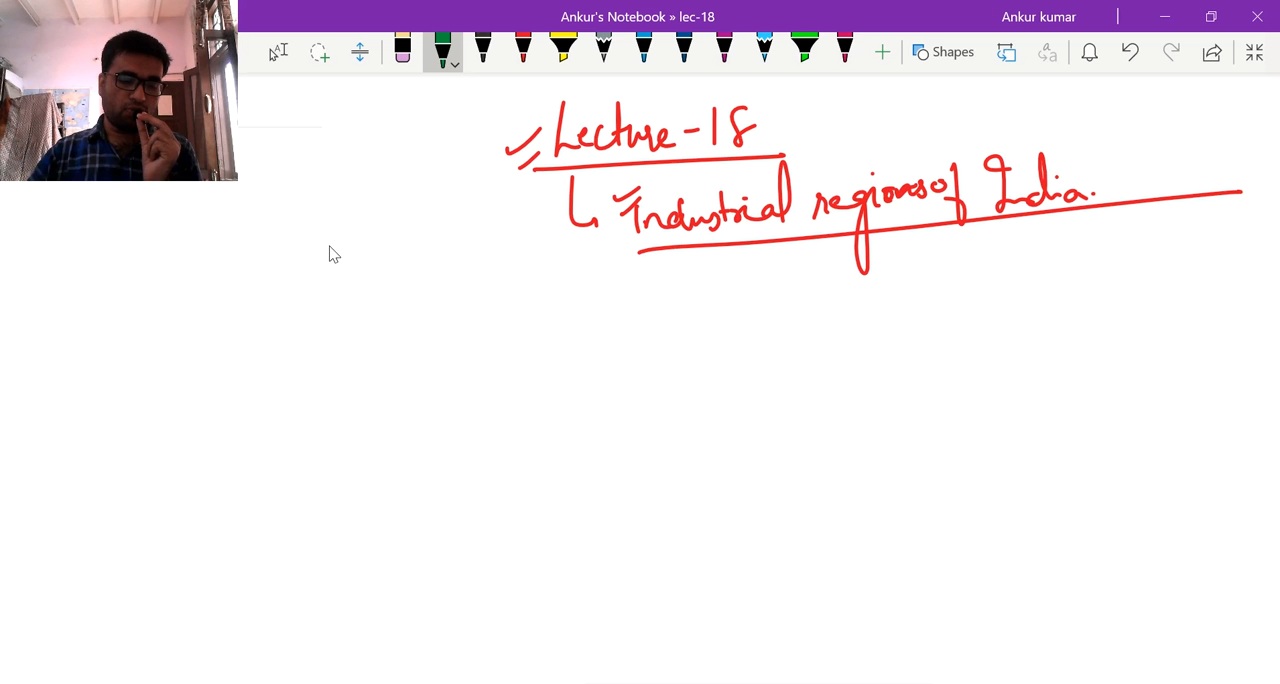 Ankur's Notebook » lec-18
Ankur kumar
Shapes
Lecture-18
Industrial regions of India.